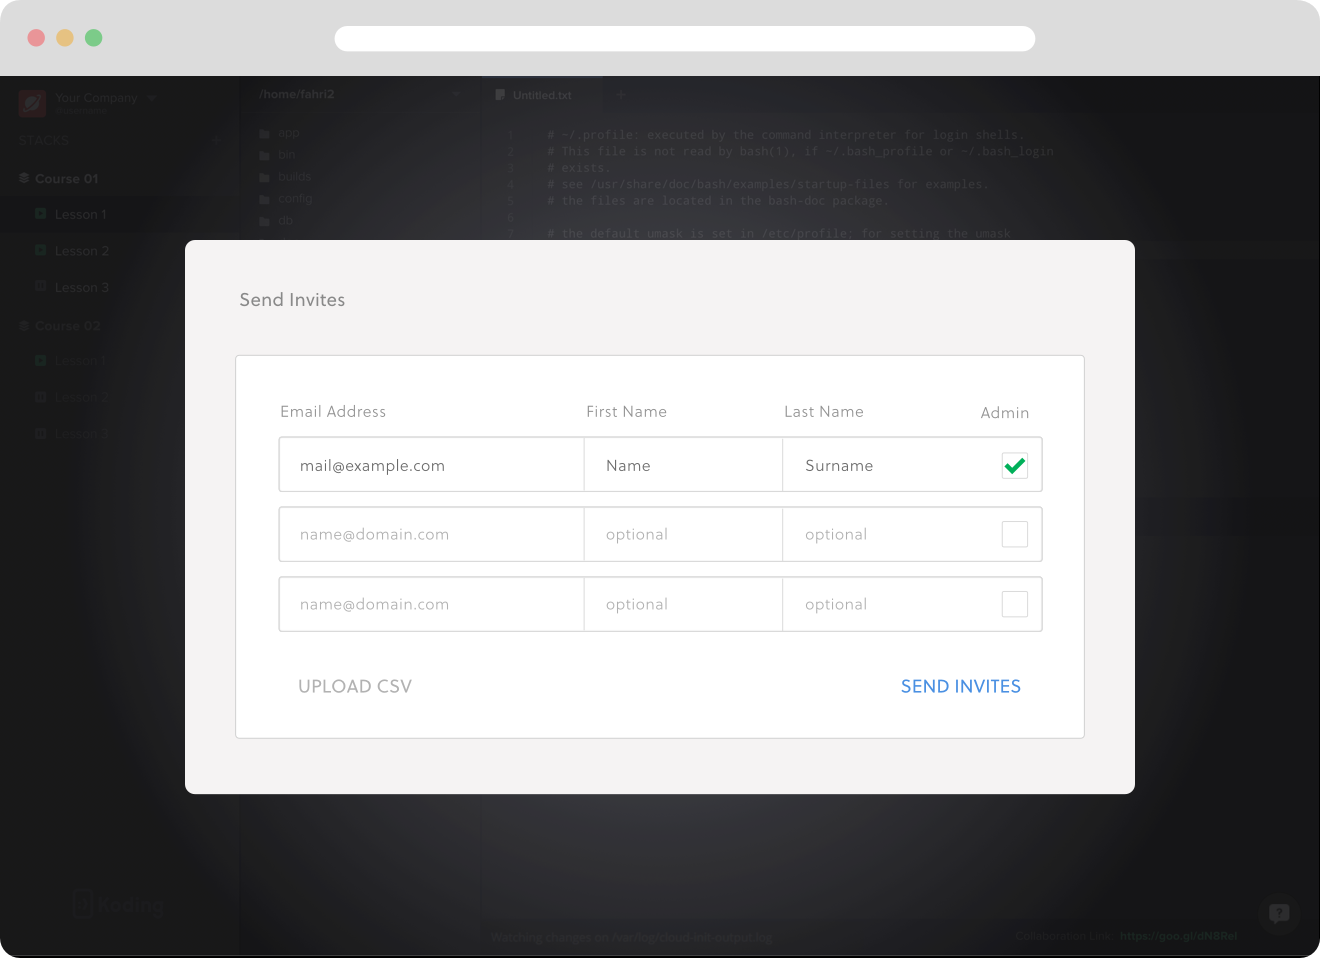 Your Company
/home/fahri2
Untitled.txt
STACKS
Course 01
Lesson 1
Lesson 2
Lesson 3
Course 02
Lesson 1
Lesson 2
Lesson 3
app
bin
builds
config
db
1 # ~/.profile: executed by the command interpreter for login shells.
2 # This file is not read by bash(1), if ~/.bash_profile or ~/.bash_login
3 # exists.
4 # see /usr/share/doc/bash/examples/startup-files for examples.
5 # the files are located in the bash-doc package.
6
7 # the default umask is set in /etc/profile; for setting the umask
Send Invites
Email Address First Name Last Name Admin
mail@example.com Name Surname
name@domain.com optional optional
name@domain.com optional optional
UPLOAD CSV SEND INVITES
Koding
Watching changes on /var/log/cloud-init-output.log
Collaboration Link: https://goo.gl/dNSRel